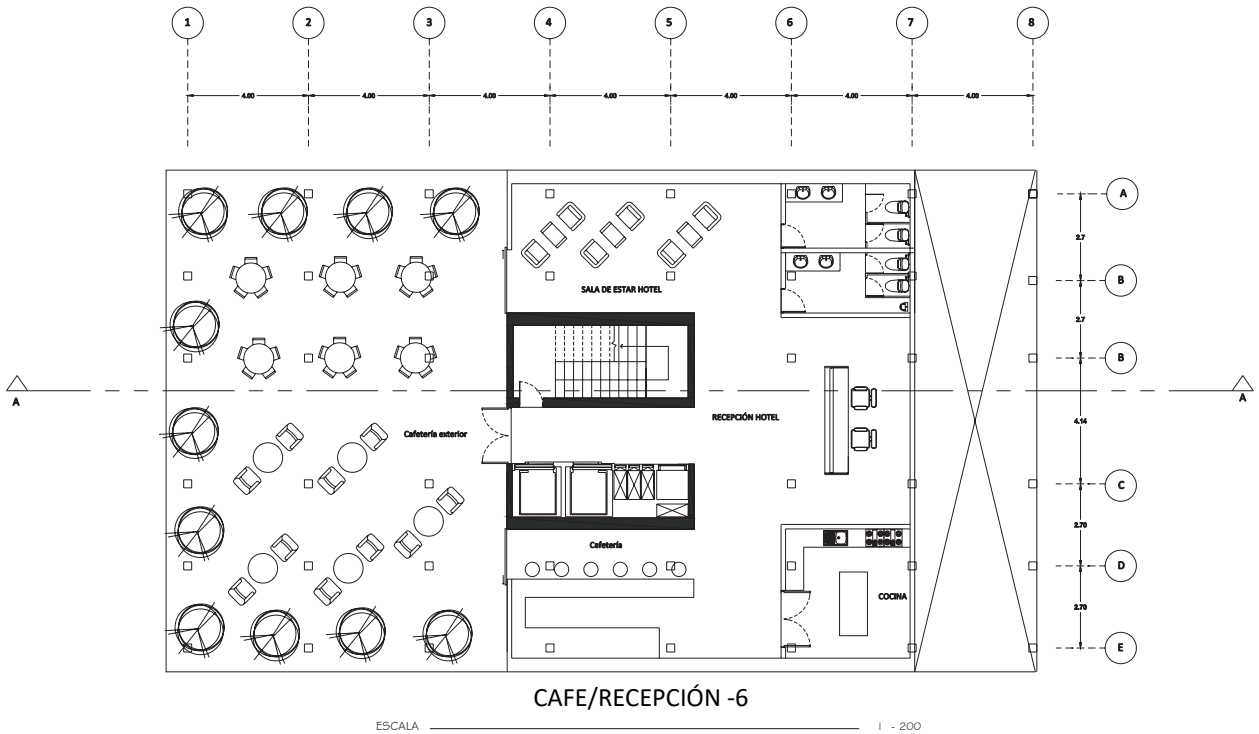 1 2 3 4 5 6 7 8
4.00 4.00 4.00 4.00 4.00 4.00 4.00
A
2.7
B
SALA DE ESTAR HOTEL
2.7
B
A A
RECEPCIÓN HOTEL
4.14
Cafetería exterior
C
2.70
Cafetería
D
COCINA
2.70
E
CAFE/RECEPCIÓN -6
ESCALA 1 - 200